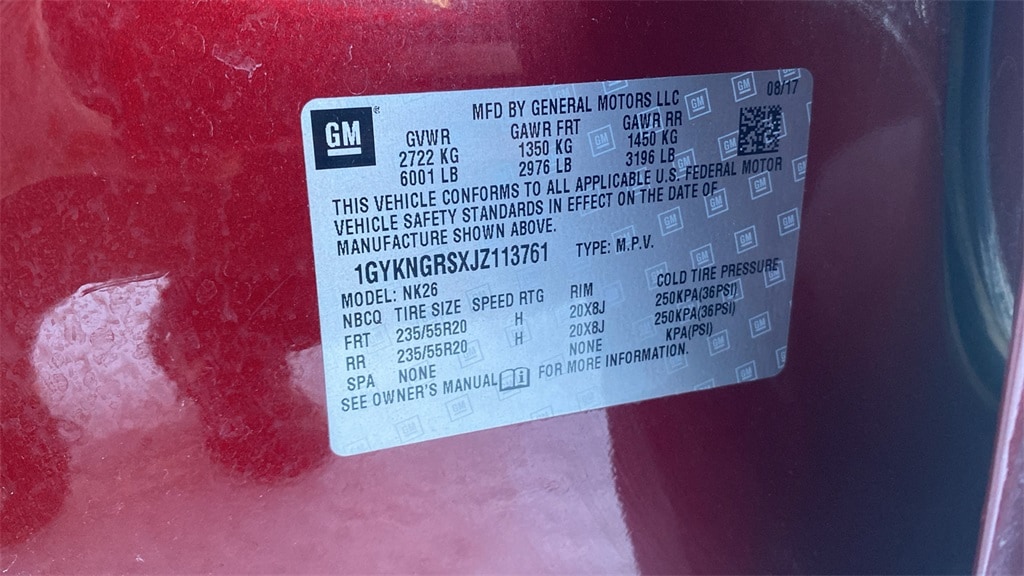 GM®
MFD BY GENERAL MOTORS LLC 08/17
GVWR GAWR FRT GAWR RR
2722 KG 1350 KG 1450 KG
6001 LB 2976 LB 3196 LB
THIS VEHICLE CONFORMS TO ALL APPLICABLE U.S. FEDERAL MOTOR
VEHICLE SAFETY STANDARDS IN EFFECT ON THE DATE OF
MANUFACTURE SHOWN ABOVE.
1GYKNGRSXJZ113761 TYPE: M.P.V.
MODEL: NK26
NBCQ TIRE SIZE SPEED RTG RIM COLD TIRE PRESSURE
FRT 235/55R20 H 20X8J 250KPA(36PSI)
RR 235/55R20 H 20X8J 250KPA(36PSI)
SPA NONE NONE KPA(PSI)
SEE OWNER'S MANUAL FOR MORE INFORMATION.